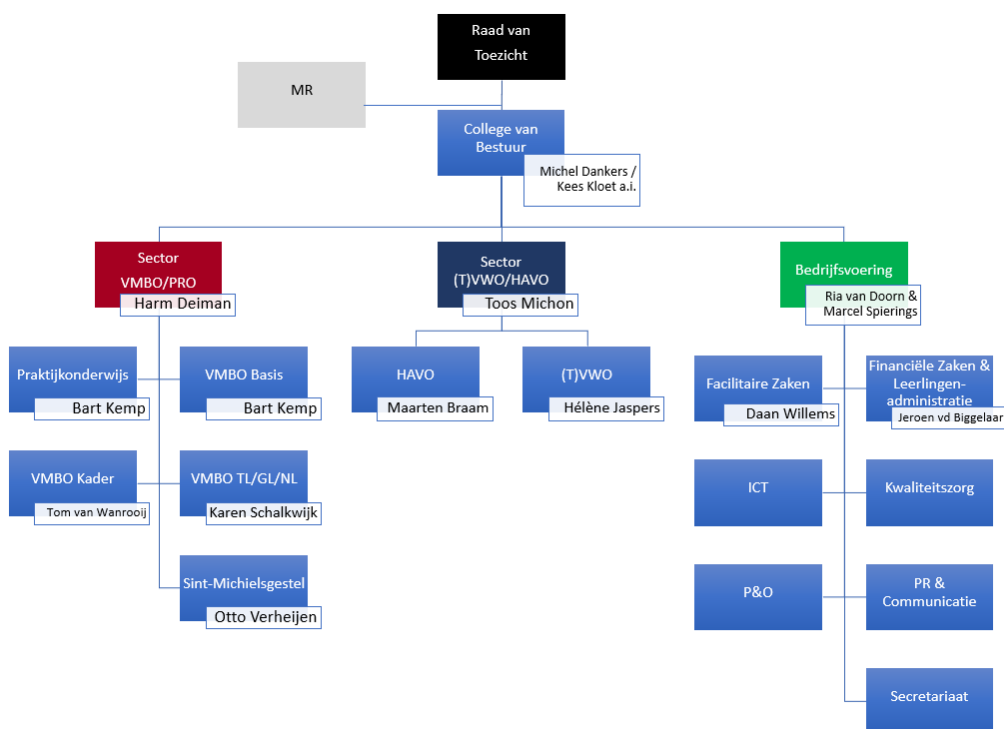 Raad van
Toezicht
MR
College van
Bestuur
Michel Dankers /
Kees Kloet a.i.
Sector
VMBO/PRO
Harm Deiman
Sector
(T)VWO/HAVO
Toos Michon
Bedrijfsvoering
Ria van Doorn &
Marcel Spierings
Praktijkonderwijs
Bart Kemp
VMBO Basis
Bart Kemp
HAVO
Maarten Braam
(T)VWO
Hélène Jaspers
Facilitaire Zaken
Daan Willems
Financiële Zaken &
Leerlingen-
administratie
Jeroen vd Biggelaar
VMBO Kader
Tom van Wanrooij
VMBO TL/GL/NL
Karen Schalkwijk
ICT
Kwaliteitszorg
Sint-Michielsgestel
Otto Verheijen
P&O
PR &
Communicatie
Secretariaat